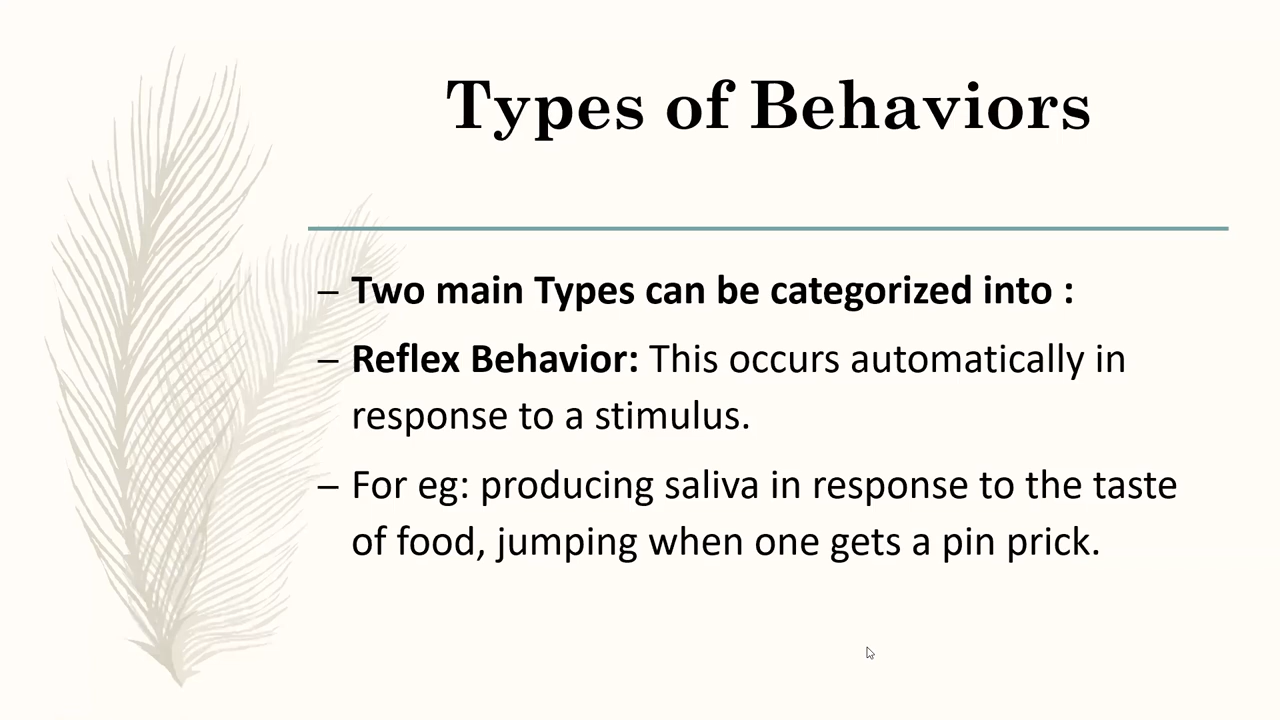 Types of Behaviors
– Two main Types can be categorized into :
– Reflex Behavior: This occurs automatically in
response to a stimulus.
– For eg: producing saliva in response to the taste
of food, jumping when one gets a pin prick.